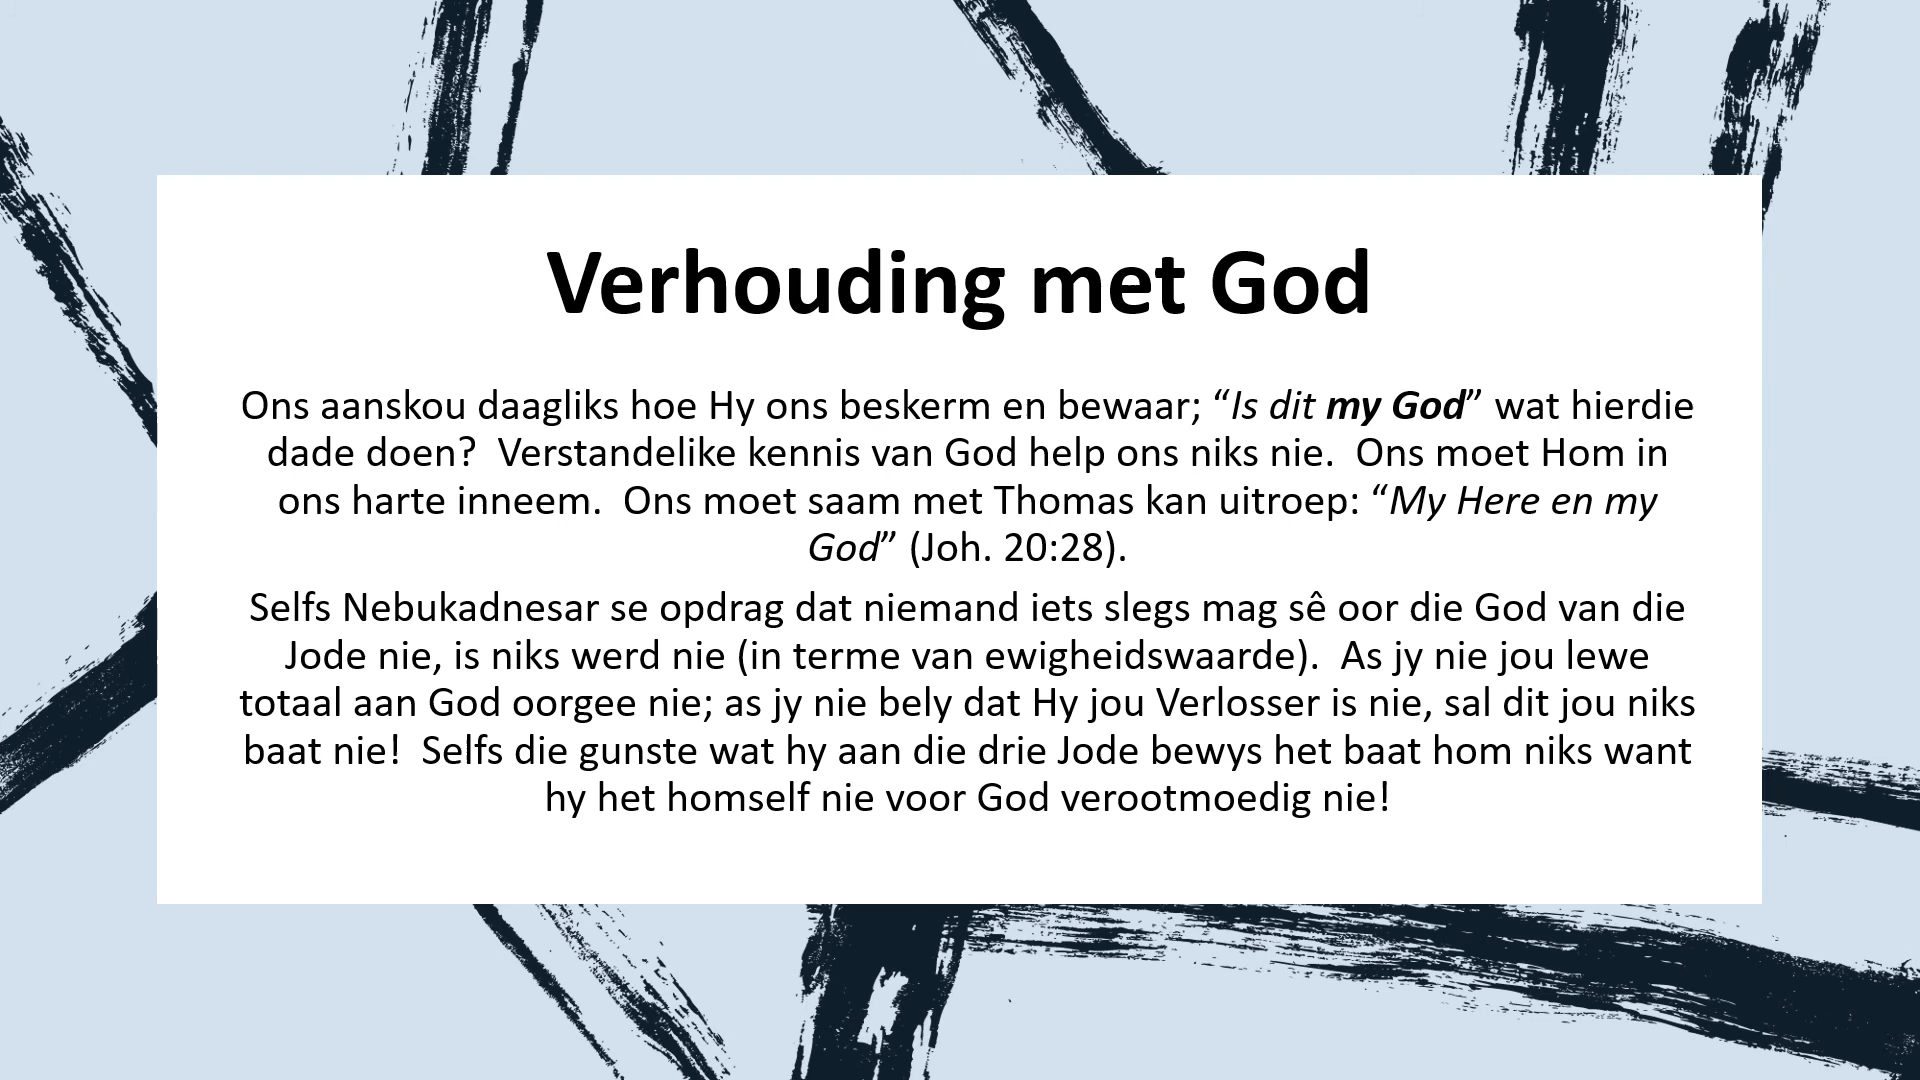 Verhouding met God
Ons aanskou daagliks hoe Hy ons beskerm en bewaar; “Is dit my God” wat hierdie
dade doen?  Verstandelike kennis van God help ons niks nie.  Ons moet Hom in
ons harte inneem.  Ons moet saam met Thomas kan uitroep: “My Here en my
God” (Joh. 20:28).
Selfs Nebukadnesar se opdrag dat niemand iets slegs mag sê oor die God van die
Jode nie, is niks werd nie (in terme van ewigheidswaarde).  As jy nie jou lewe
totaal aan God oorgee nie; as jy nie bely dat Hy jou Verlosser is nie, sal dit jou niks
baat nie!  Selfs die gunste wat hy aan die drie Jode bewys het baat hom niks want
hy het homself nie voor God verootmoedig nie!